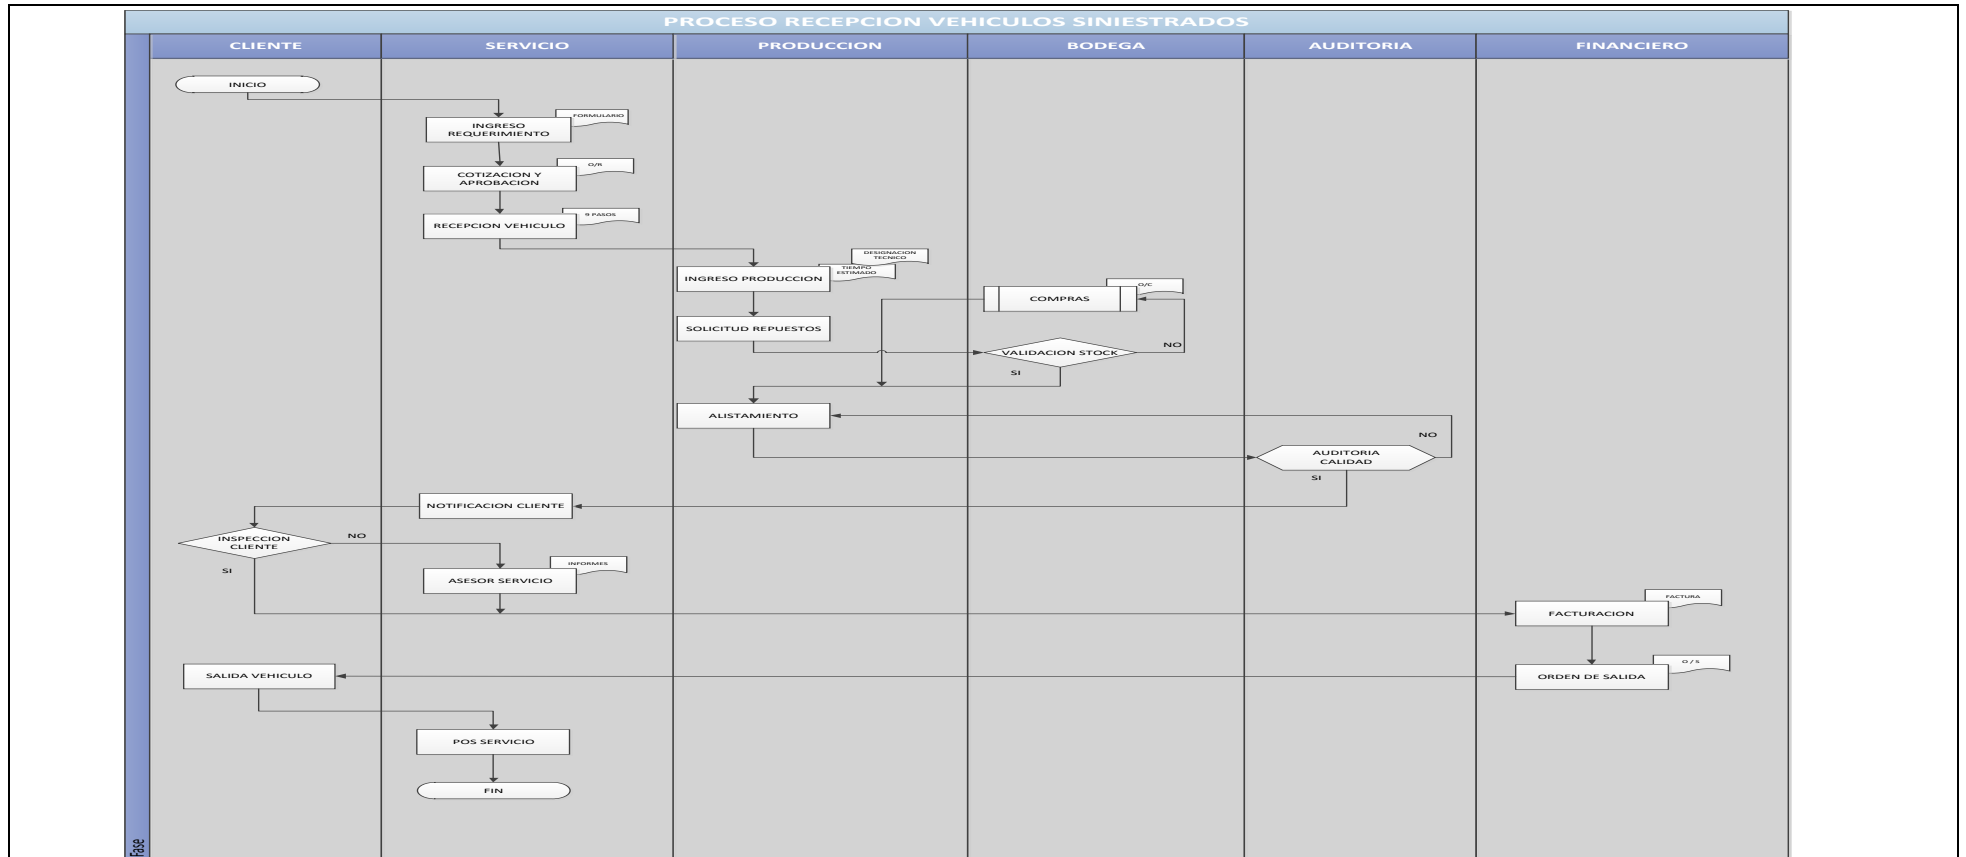 PROCESO RECEPCION VEHICULOS SINIESTRADOS
CLIENTE
SERVICIO
PRODUCCION
BODEGA
AUDITORIA
FINANCIERO
INICIO
FORMULARIO
INGRESO
REQUERIMIENTO
O/R
COTIZACION Y
APROBACION
9 PASOS
RECEPCION VEHICULO
DESIGNACION
TECNICO
TIEMPO
ESTIMADO
INGRESO PRODUCCION
O/C
COMPRAS
SOLICITUD REPUESTOS
NO
VALIDACION STOCK
SI
ALISTAMIENTO
NO
AUDITORIA
CALIDAD
SI
NOTIFICACION CLIENTE
INSPECCION
CLIENTE
NO
SI
INFORMES
ASESOR SERVICIO
FACTURA
FACTURACION
O / S
SALIDA VEHICULO
ORDEN DE SALIDA
POS SERVICIO
FIN
Fase